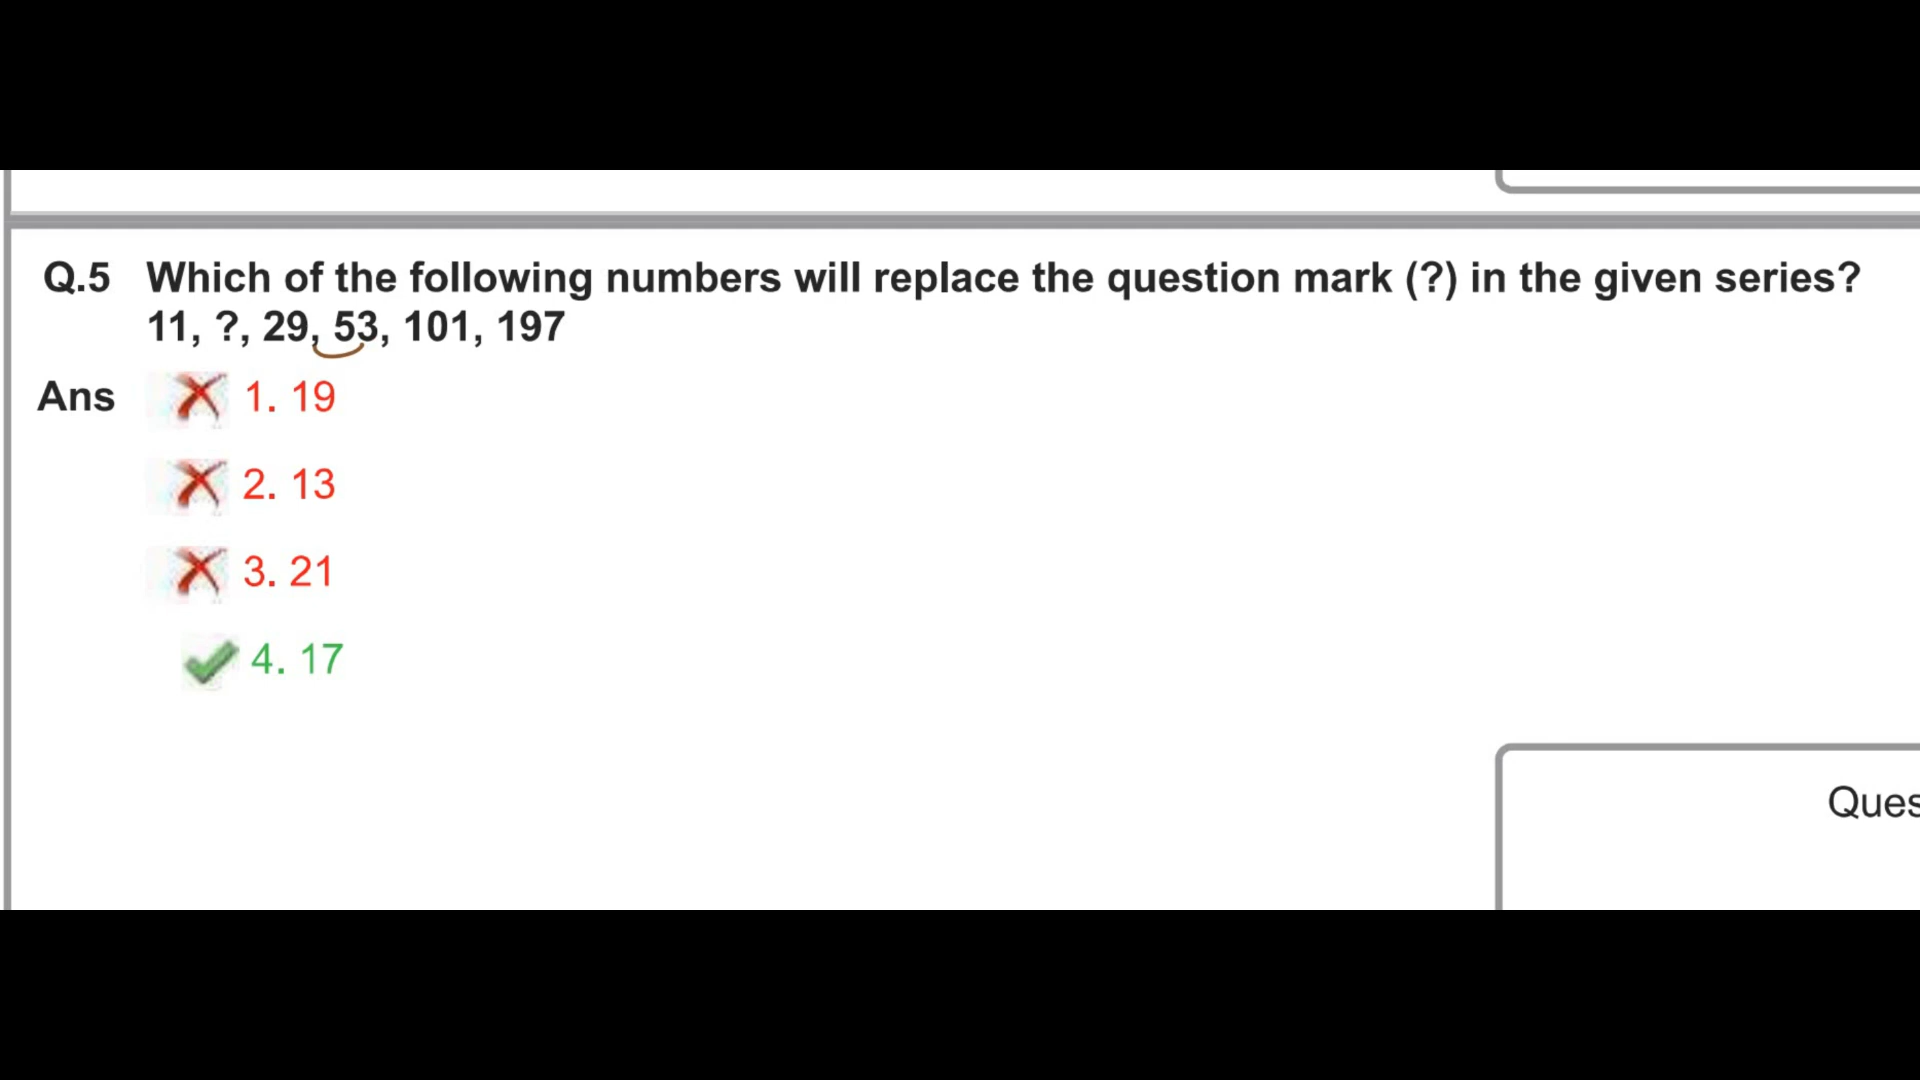 Q.5 Which of the following numbers will replace the question mark (?) in the given series?
11, ?, 29, 53, 101, 197
Ans 1. 19
2. 13
3. 21
4. 17
Ques